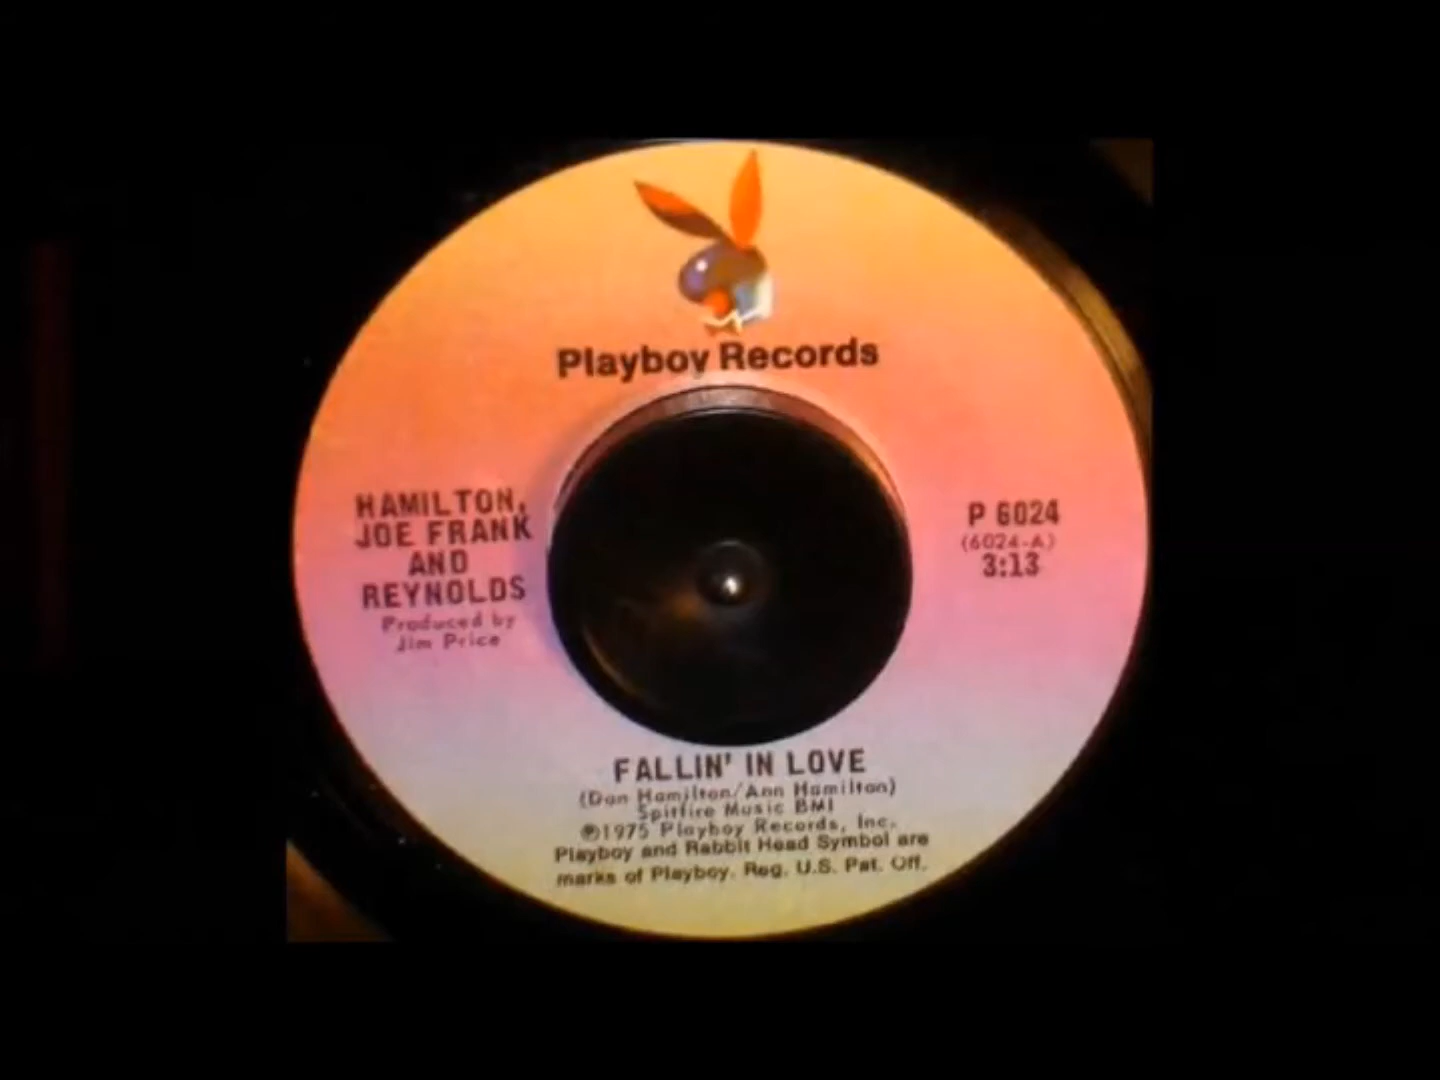 Playboy Records
HAMILTON,
JOE FRANK
AND
REYNOLDS
Produced by
Jim Price
P 6024
(6024-A)
3:13
FALLIN' IN LOVE
(Dan Hamilton/Ann Hamilton)
Spitfire Music BMI
℗1975 Playboy Records, Inc.
Playboy and Rabbit Head Symbol are
marks of Playboy. Reg. U.S. Pat. Off.